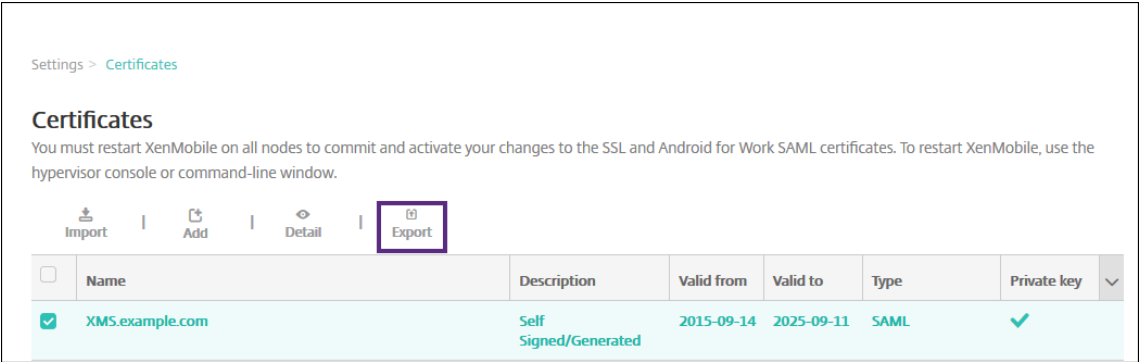 Settings > Certificates
Certificates
You must restart XenMobile on all nodes to commit and activate your changes to the SSL and Android for Work SAML certificates. To restart XenMobile, use the
hypervisor console or command-line window.
Import | Add | Detail | Export
Name Description Valid from Valid to Type Private key
XMS.example.com Self 2015-09-14 2025-09-11 SAML
Signed/Generated